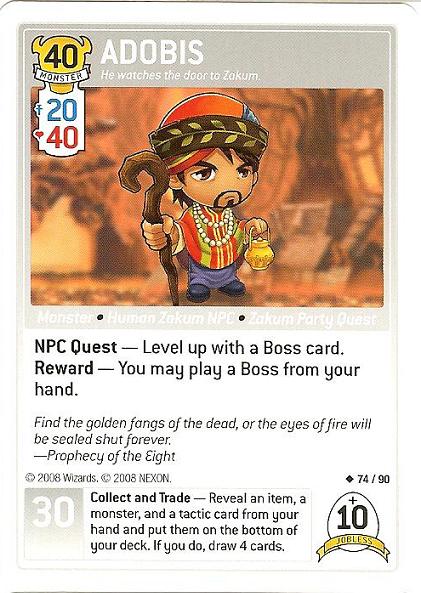 40
MONSTER
ADOBIS
He watches the door to Zakum.
20
40
Monster • Human Zakum NPC • Zakum Party Quest
NPC Quest — Level up with a Boss card.
Reward — You may play a Boss from your
hand.
Find the golden fangs of the dead, or the eyes of fire will
be sealed shut forever.
—Prophecy of the Eight
© 2008 Wizards. © 2008 NEXON.
◆ 74 / 90
30
Collect and Trade — Reveal an item, a
monster, and a tactic card from your
hand and put them on the bottom of
your deck. If you do, draw 4 cards.
+
10
JOBLESS